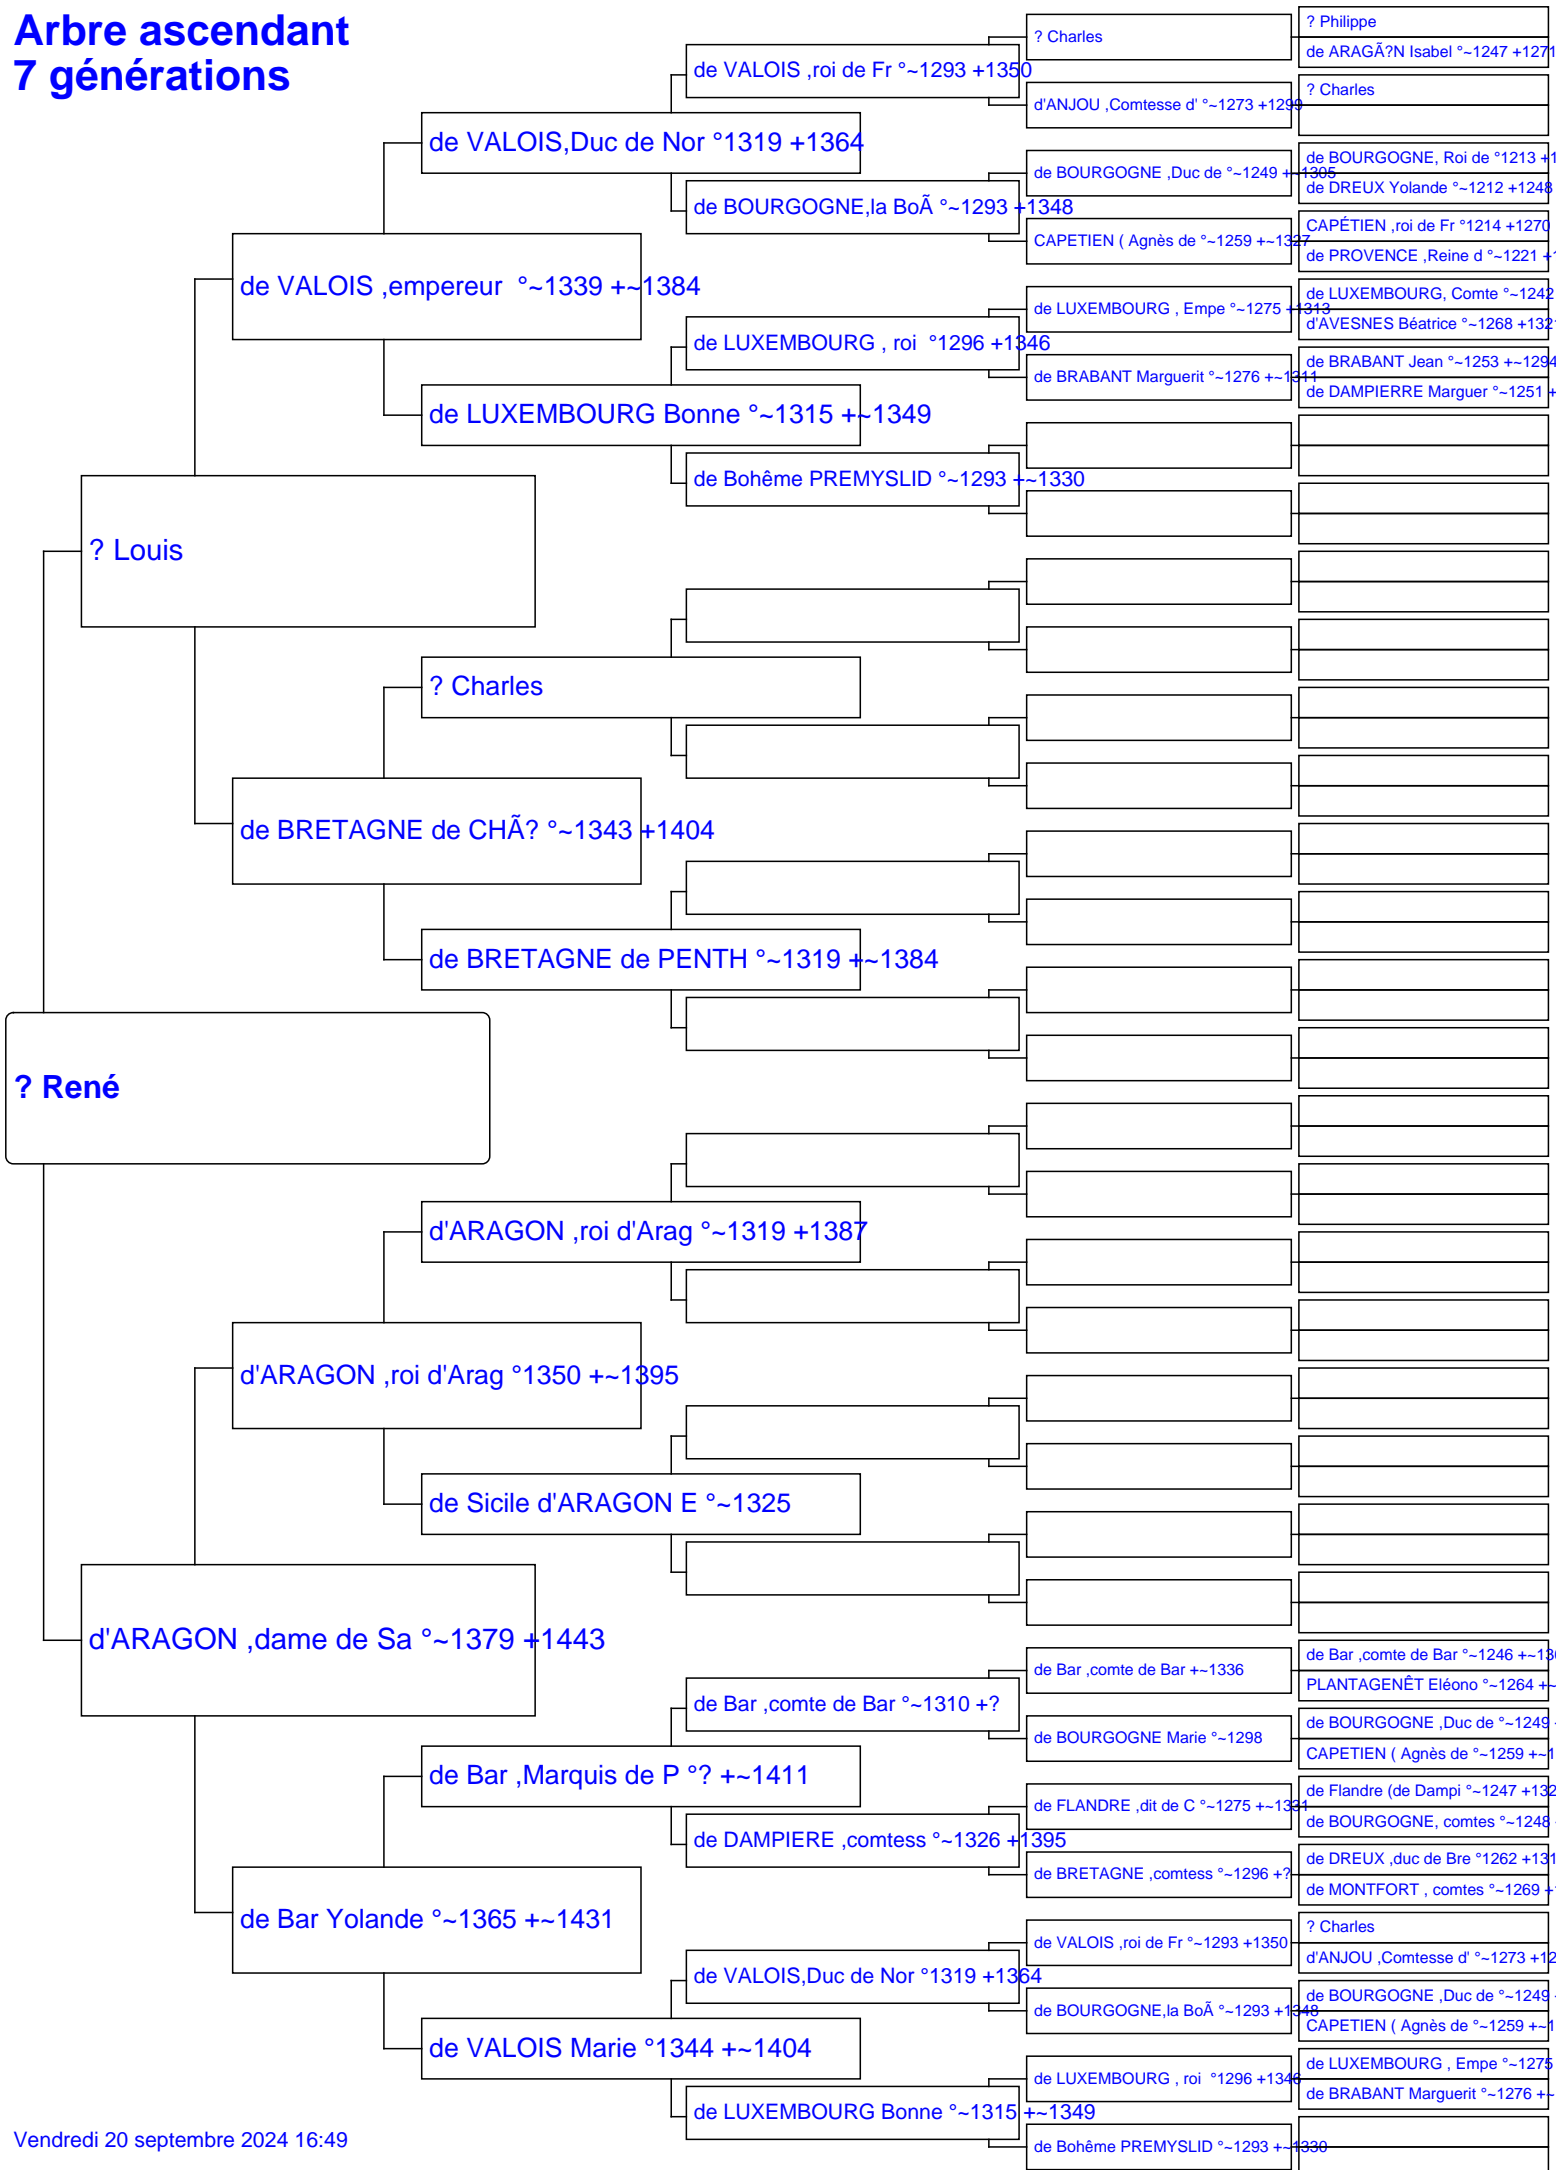 Arbre ascendant
7 générations
? René
? Louis
d'ARAGON ,dame de Sa °~1379 +1443
de VALOIS ,empereur  °~1339 +~1384
de BRETAGNE de CHÃ? °~1343 +1404
d'ARAGON ,roi d'Arag °1350 +~1395
de Bar Yolande °~1365 +~1431
de VALOIS,Duc de Nor °1319 +1364
de LUXEMBOURG Bonne °~1315 +~1349
? Charles
de BRETAGNE de PENTH °~1319 +~1384
d'ARAGON ,roi d'Arag °~1319 +1387
de Sicile d'ARAGON E °~1325
de Bar ,Marquis de P °? +~1411
de VALOIS Marie °1344 +~1404
de VALOIS ,roi de Fr °~1293 +1350
de BOURGOGNE,la BoÃ °~1293 +1348
de LUXEMBOURG , roi  °1296 +1346
de Bohême PREMYSLID °~1293 +~1330
de Bar ,comte de Bar °~1310 +?
de DAMPIERE ,comtess °~1326 +1395
de VALOIS,Duc de Nor °1319 +1364
de LUXEMBOURG Bonne °~1315 +~1349
? Charles
d'ANJOU ,Comtesse d' °~1273 +1299
de BOURGOGNE ,Duc de °~1249 +~1305
CAPETIEN ( Agnès de °~1259 +~1327
de LUXEMBOURG , Empe °~1275 +1313
de BRABANT Marguerit °~1276 +~1311
de Bar ,comte de Bar +~1336
de BOURGOGNE Marie °~1298
de FLANDRE ,dit de C °~1275 +~1331
de BRETAGNE ,comtess °~1296 +?
de VALOIS ,roi de Fr °~1293 +1350
de BOURGOGNE,la BoÃ °~1293 +1348
de LUXEMBOURG , roi  °1296 +1346
de Bohême PREMYSLID °~1293 +~1330
? Philippe
de ARAGÃ?N Isabel °~1247 +1271
? Charles
de BOURGOGNE, Roi de °1213 +1
de DREUX Yolande °~1212 +1248
CAPÉTIEN ,roi de Fr °1214 +1270
de PROVENCE ,Reine d °~1221 +1
de LUXEMBOURG, Comte °~1242
d'AVESNES Béatrice °~1268 +1321
de BRABANT Jean °~1253 +~1294
de DAMPIERRE Marguer °~1251 +
de Bar ,comte de Bar °~1246 +~130
PLANTAGENÊT Eléono °~1264 +~
de BOURGOGNE ,Duc de °~1249
CAPETIEN ( Agnès de °~1259 +~1
de Flandre (de Dampi °~1247 +132
de BOURGOGNE, comtes °~1248
de DREUX ,duc de Bre °1262 +131
de MONTFORT , comtes °~1269 +
? Charles
d'ANJOU ,Comtesse d' °~1273 +12
de BOURGOGNE ,Duc de °~1249
CAPETIEN ( Agnès de °~1259 +~1
de LUXEMBOURG , Empe °~1275
de BRABANT Marguerit °~1276 +~
Vendredi 20 septembre 2024 16:49